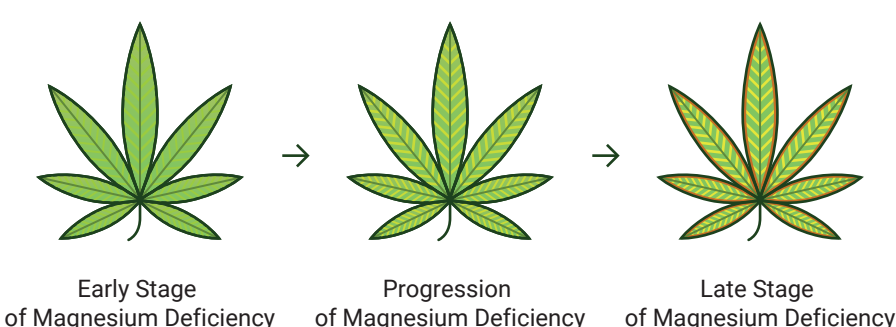 Early Stage
of Magnesium Deficiency
Progression
of Magnesium Deficiency
Late Stage
of Magnesium Deficiency